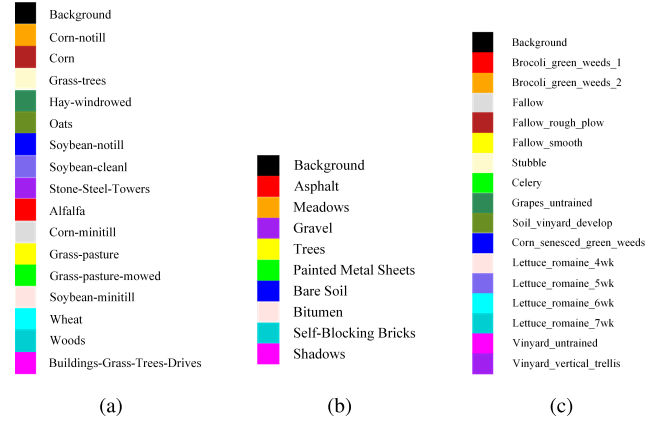 Background
Corn-notill
Corn
Grass-trees
Hay-windrowed
Oats
Soybean-notill
Soybean-cleanl
Stone-Steel-Towers
Alfalfa
Corn-minitill
Grass-pasture
Grass-pasture-mowed
Soybean-minitill
Wheat
Woods
Buildings-Grass-Trees-Drives
(a)
Background
Asphalt
Meadows
Gravel
Trees
Painted Metal Sheets
Bare Soil
Bitumen
Self-Blocking Bricks
Shadows
(b)
Background
Brocoli_green_weeds_1
Brocoli_green_weeds_2
Fallow
Fallow_rough_plow
Fallow_smooth
Stubble
Celery
Grapes_untrained
Soil_vinyard_develop
Corn_senesced_green_weeds
Lettuce_romaine_4wk
Lettuce_romaine_5wk
Lettuce_romaine_6wk
Lettuce_romaine_7wk
Vinyard_untrained
Vinyard_vertical_trellis
(c)